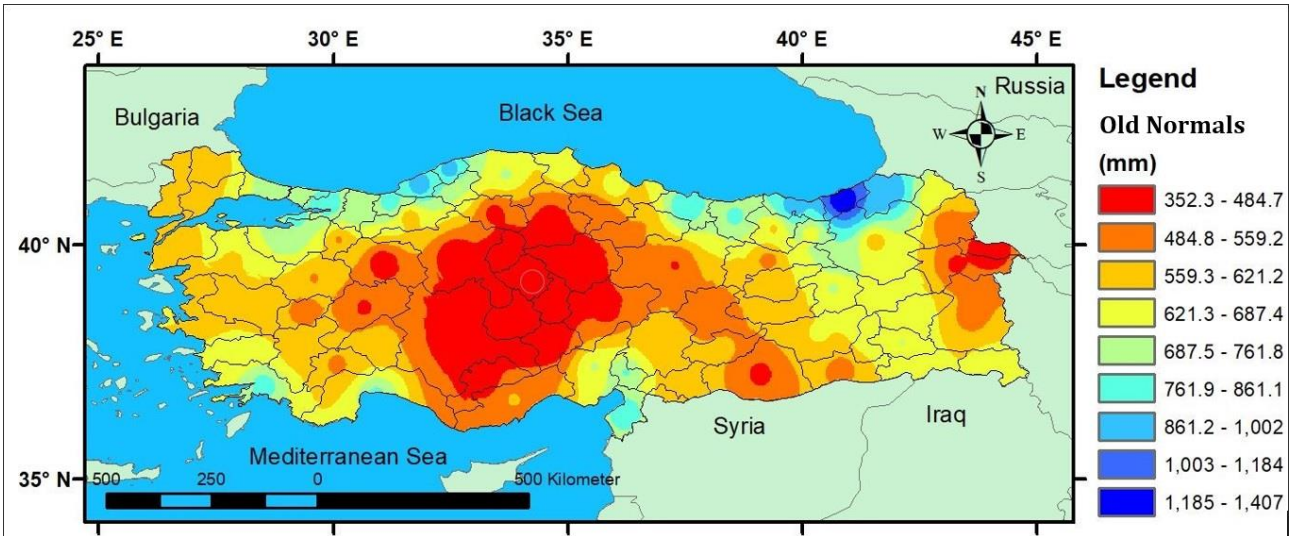 25° E 30° E 35° E 40° E 45° E
Bulgaria
Black Sea
Russia
N
W E
S
40° N
Syria
Iraq
Mediterranean Sea
35° N
500 250 0 500 Kilometer
Legend
Old Normals
(mm)
352.3 - 484.7
484.8 - 559.2
559.3 - 621.2
621.3 - 687.4
687.5 - 761.8
761.9 - 861.1
861.2 - 1,002
1,003 - 1,184
1,185 - 1,407